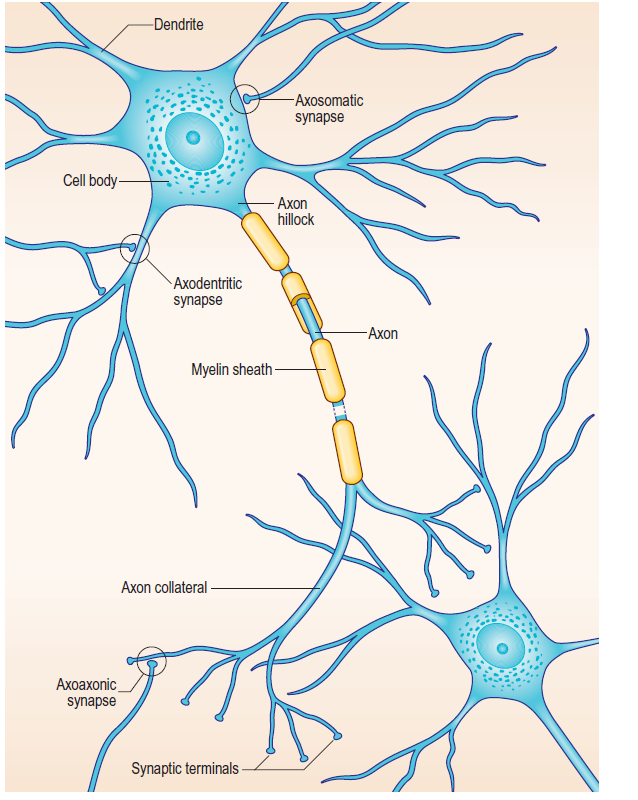 Dendrite
Axosomatic
synapse
Cell body
Axon
hillock
Axodentritic
synapse
Axon
Myelin sheath
Axon collateral
Axoaxonic
synapse
Synaptic terminals